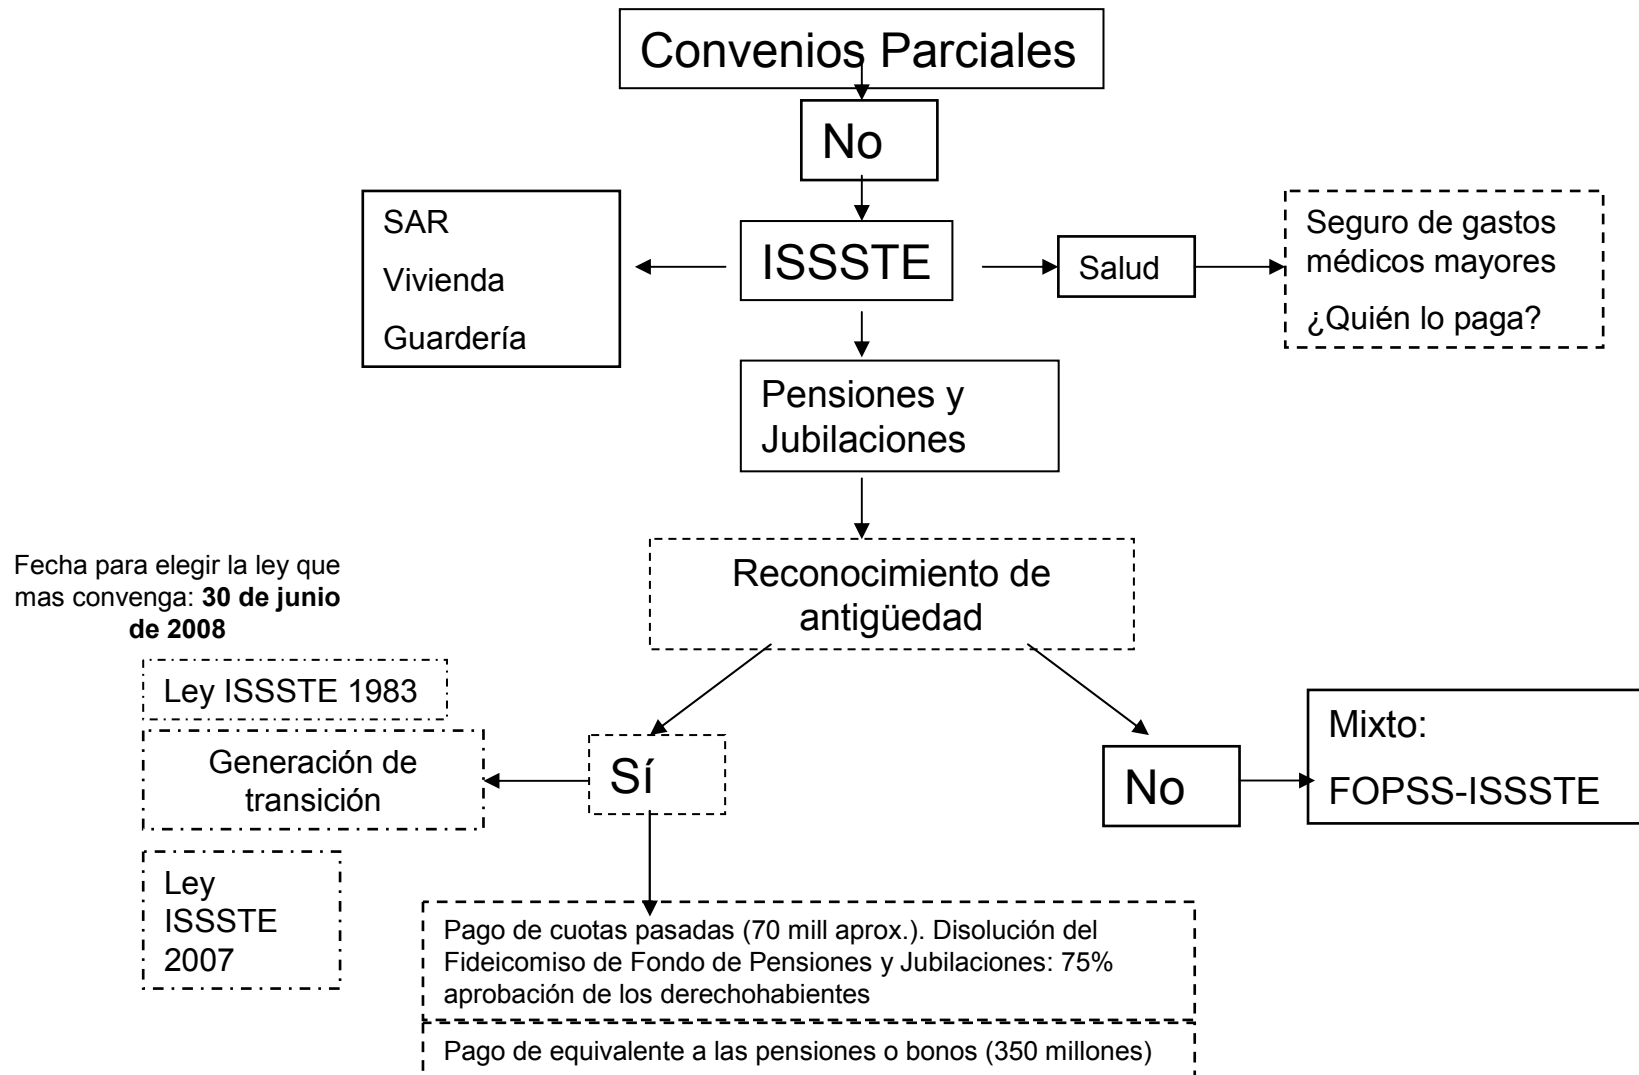 Convenios Parciales
No
SAR
Vivienda
Guardería
ISSSTE
Salud
Seguro de gastos
médicos mayores
¿Quién lo paga?
Pensiones y
Jubilaciones
Reconocimiento de
antigüedad
Fecha para elegir la ley que
mas convenga: 30 de junio
de 2008
Ley ISSSTE 1983
Generación de
transición
Ley
ISSSTE
2007
Sí
No
Mixto:
FOPSS-ISSSTE
Pago de cuotas pasadas (70 mill aprox.). Disolución del
Fideicomiso de Fondo de Pensiones y Jubilaciones: 75%
aprobación de los derechohabientes
Pago de equivalente a las pensiones o bonos (350 millones)